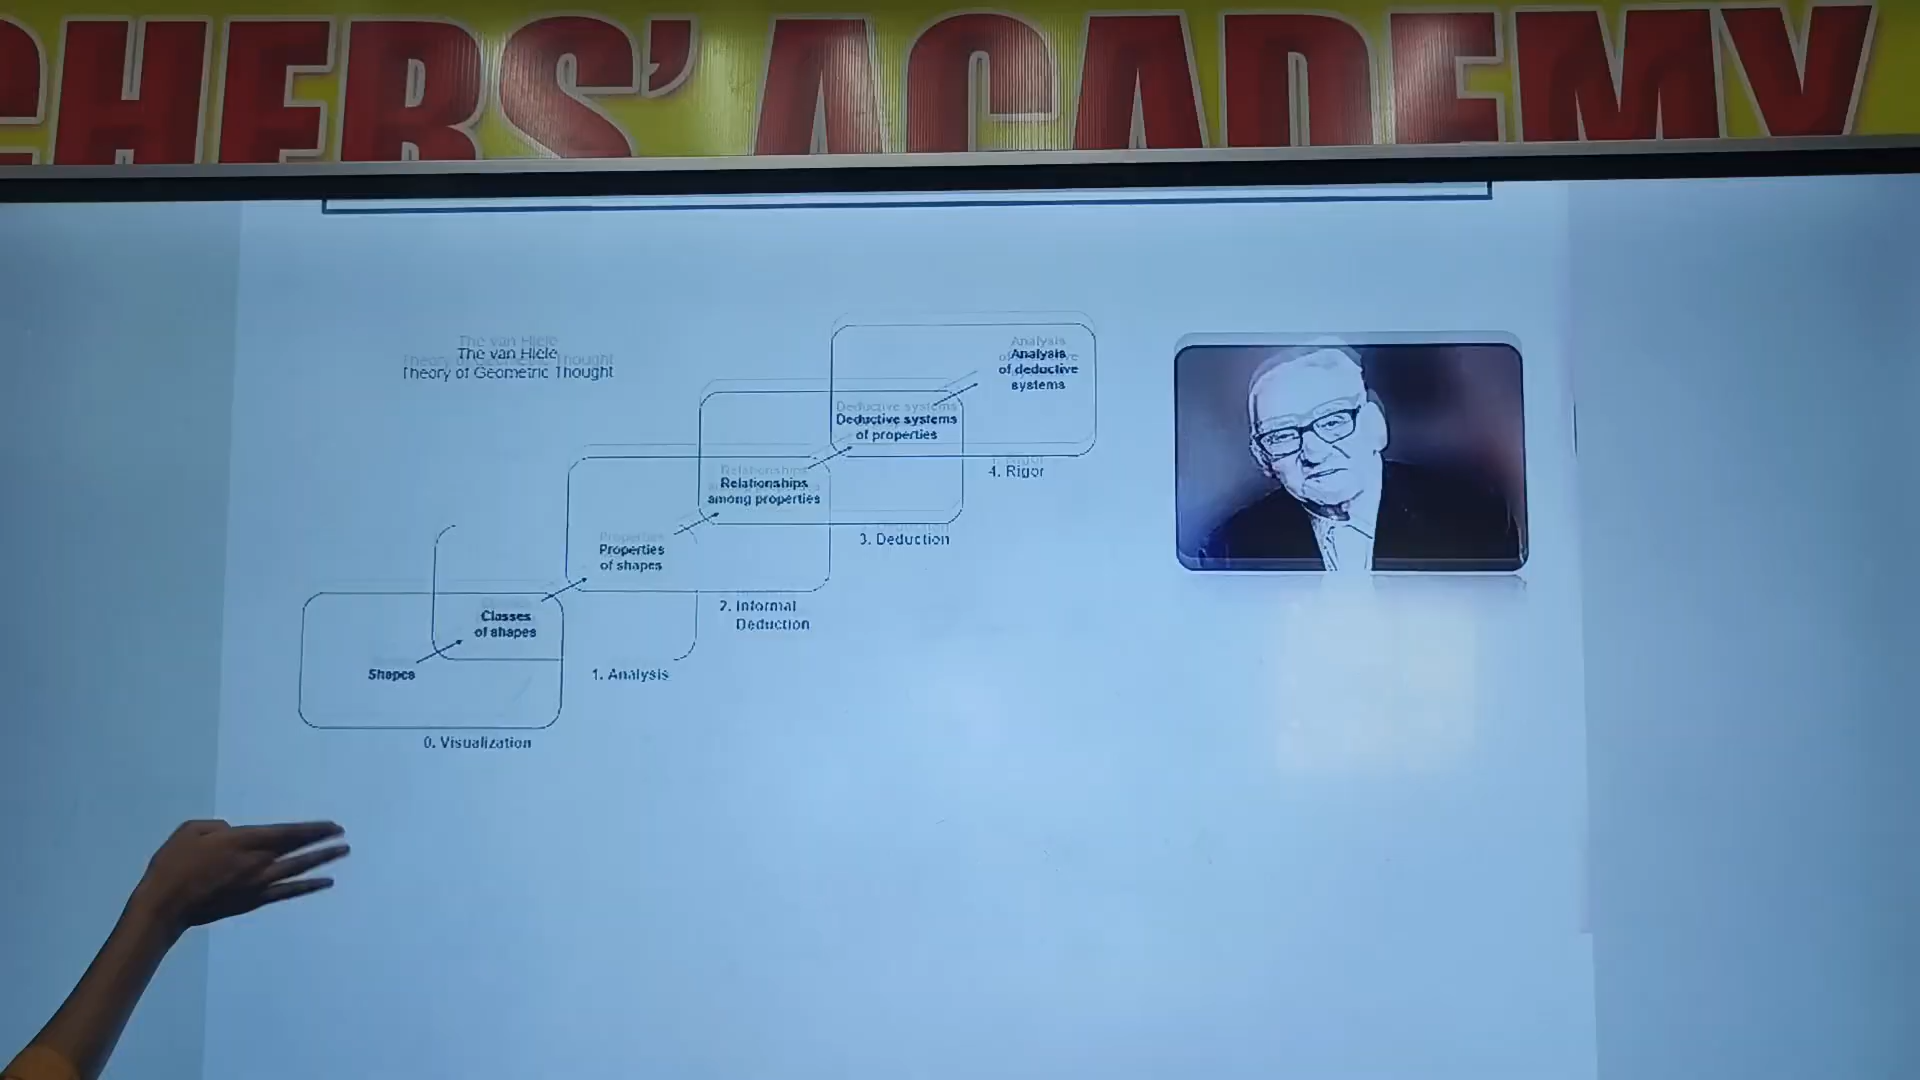 CHERS' ACADEMY
The van Hiele
Theory of Geometric Thought
Analysis
of deductive
systems
Deductive systems
of properties
4. Rigor
Relationships
among properties
3. Deduction
Properties
of shapes
2. Informal
Deduction
Classes
of shapes
Shapes
1. Analysis
0. Visualization